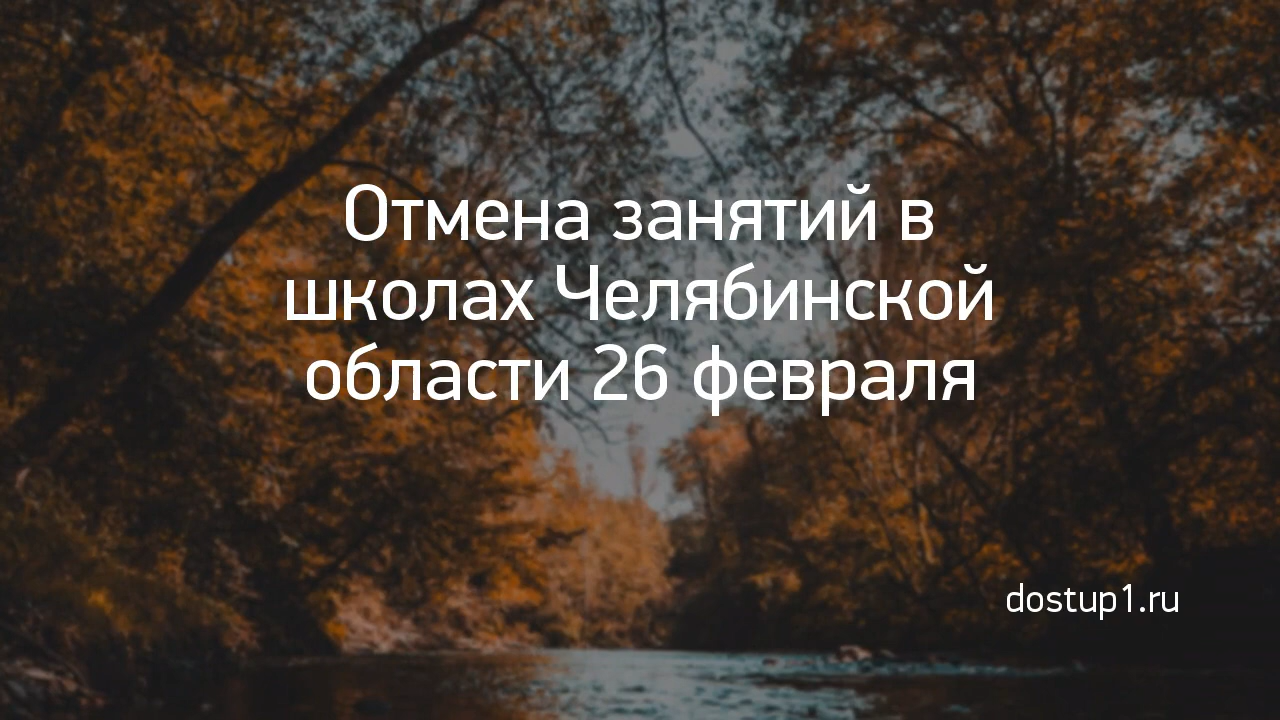 Отмена занятий в
школах Челябинской
области 26 февраля
dostup1.ru